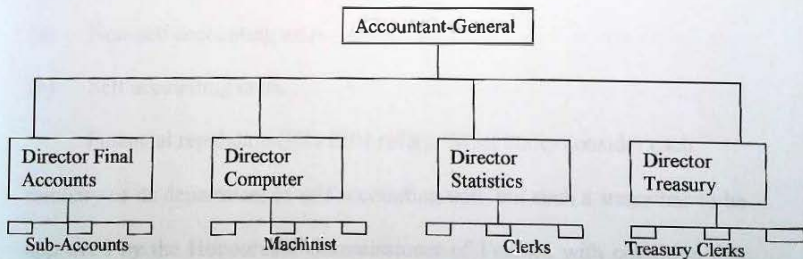 Accountant-General
Director Final
Accounts
Director
Computer
Director
Statistics
Director
Treasury
Sub-Accounts
Machinist
Clerks
Treasury Clerks